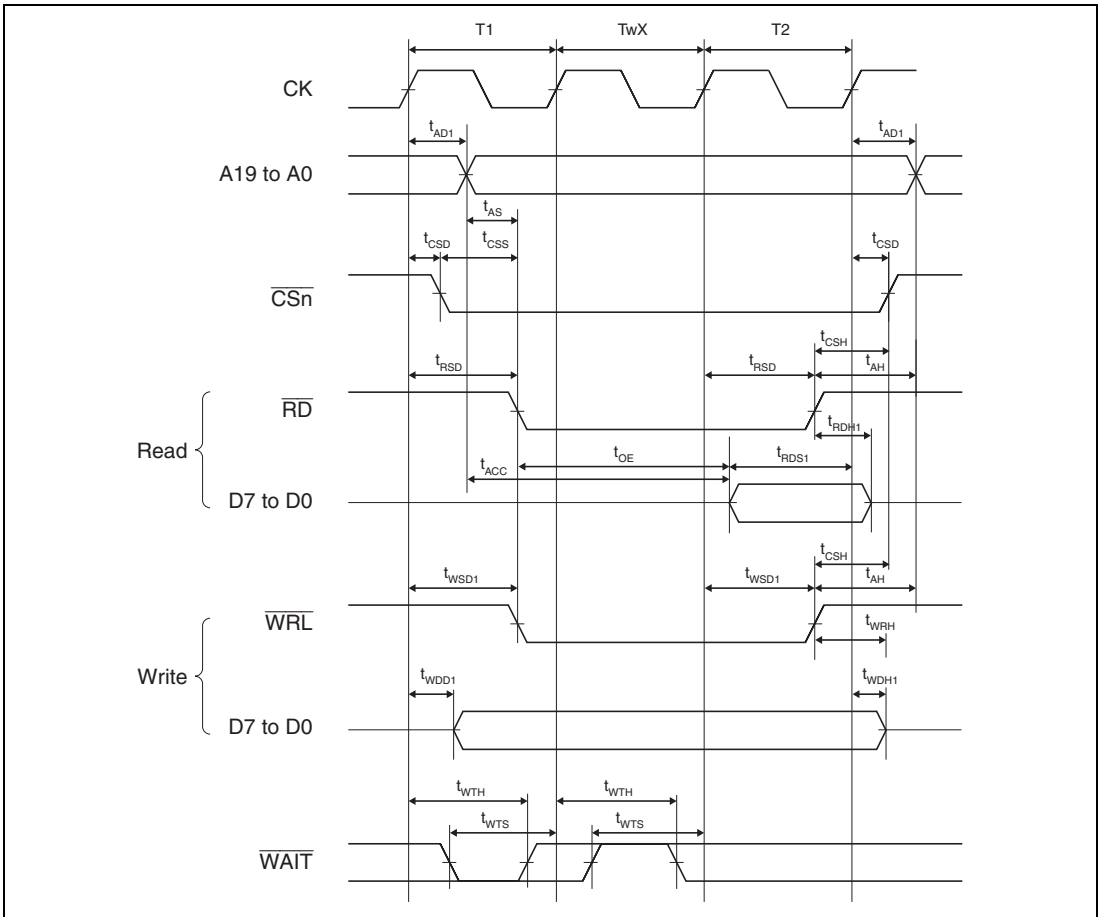 T1 TwX T2
CK
tAD1 tAD1
A19 to A0
tAS
tCSD tCSS tCSD
CSn
tCSH
tRSD tRSD tAH
RD
tRDH1
Read
tOE
tACC tRDS1
D7 to D0
tCSH
tWSD1 tWSD1 tAH
WRL
tWRH
Write
tWDD1 tWDH1
D7 to D0
tWTH tWTH
tWTS tWTS
WAIT